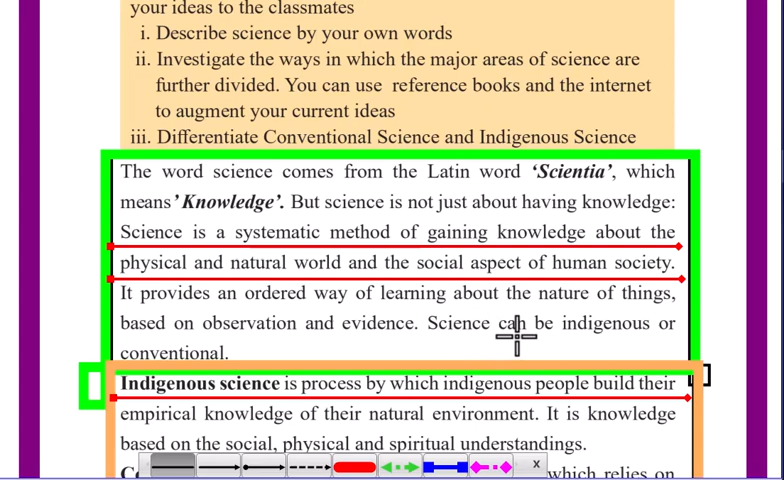 your ideas to the classmates
i. Describe science by your own words
ii. Investigate the ways in which the major areas of science are
further divided. You can use reference books and the internet
to augment your current ideas
iii. Differentiate Conventional Science and Indigenous Science
The word science comes from the Latin word ‘Scientia’, which
means’ Knowledge’. But science is not just about having knowledge:
Science is a systematic method of gaining knowledge about the
physical and natural world and the social aspect of human society.
It provides an ordered way of learning about the nature of things,
based on observation and evidence. Science can be indigenous or
conventional.
Indigenous science is process by which indigenous people build their
empirical knowledge of their natural environment. It is knowledge
based on the social, physical and spiritual understandings.
which relies on
x